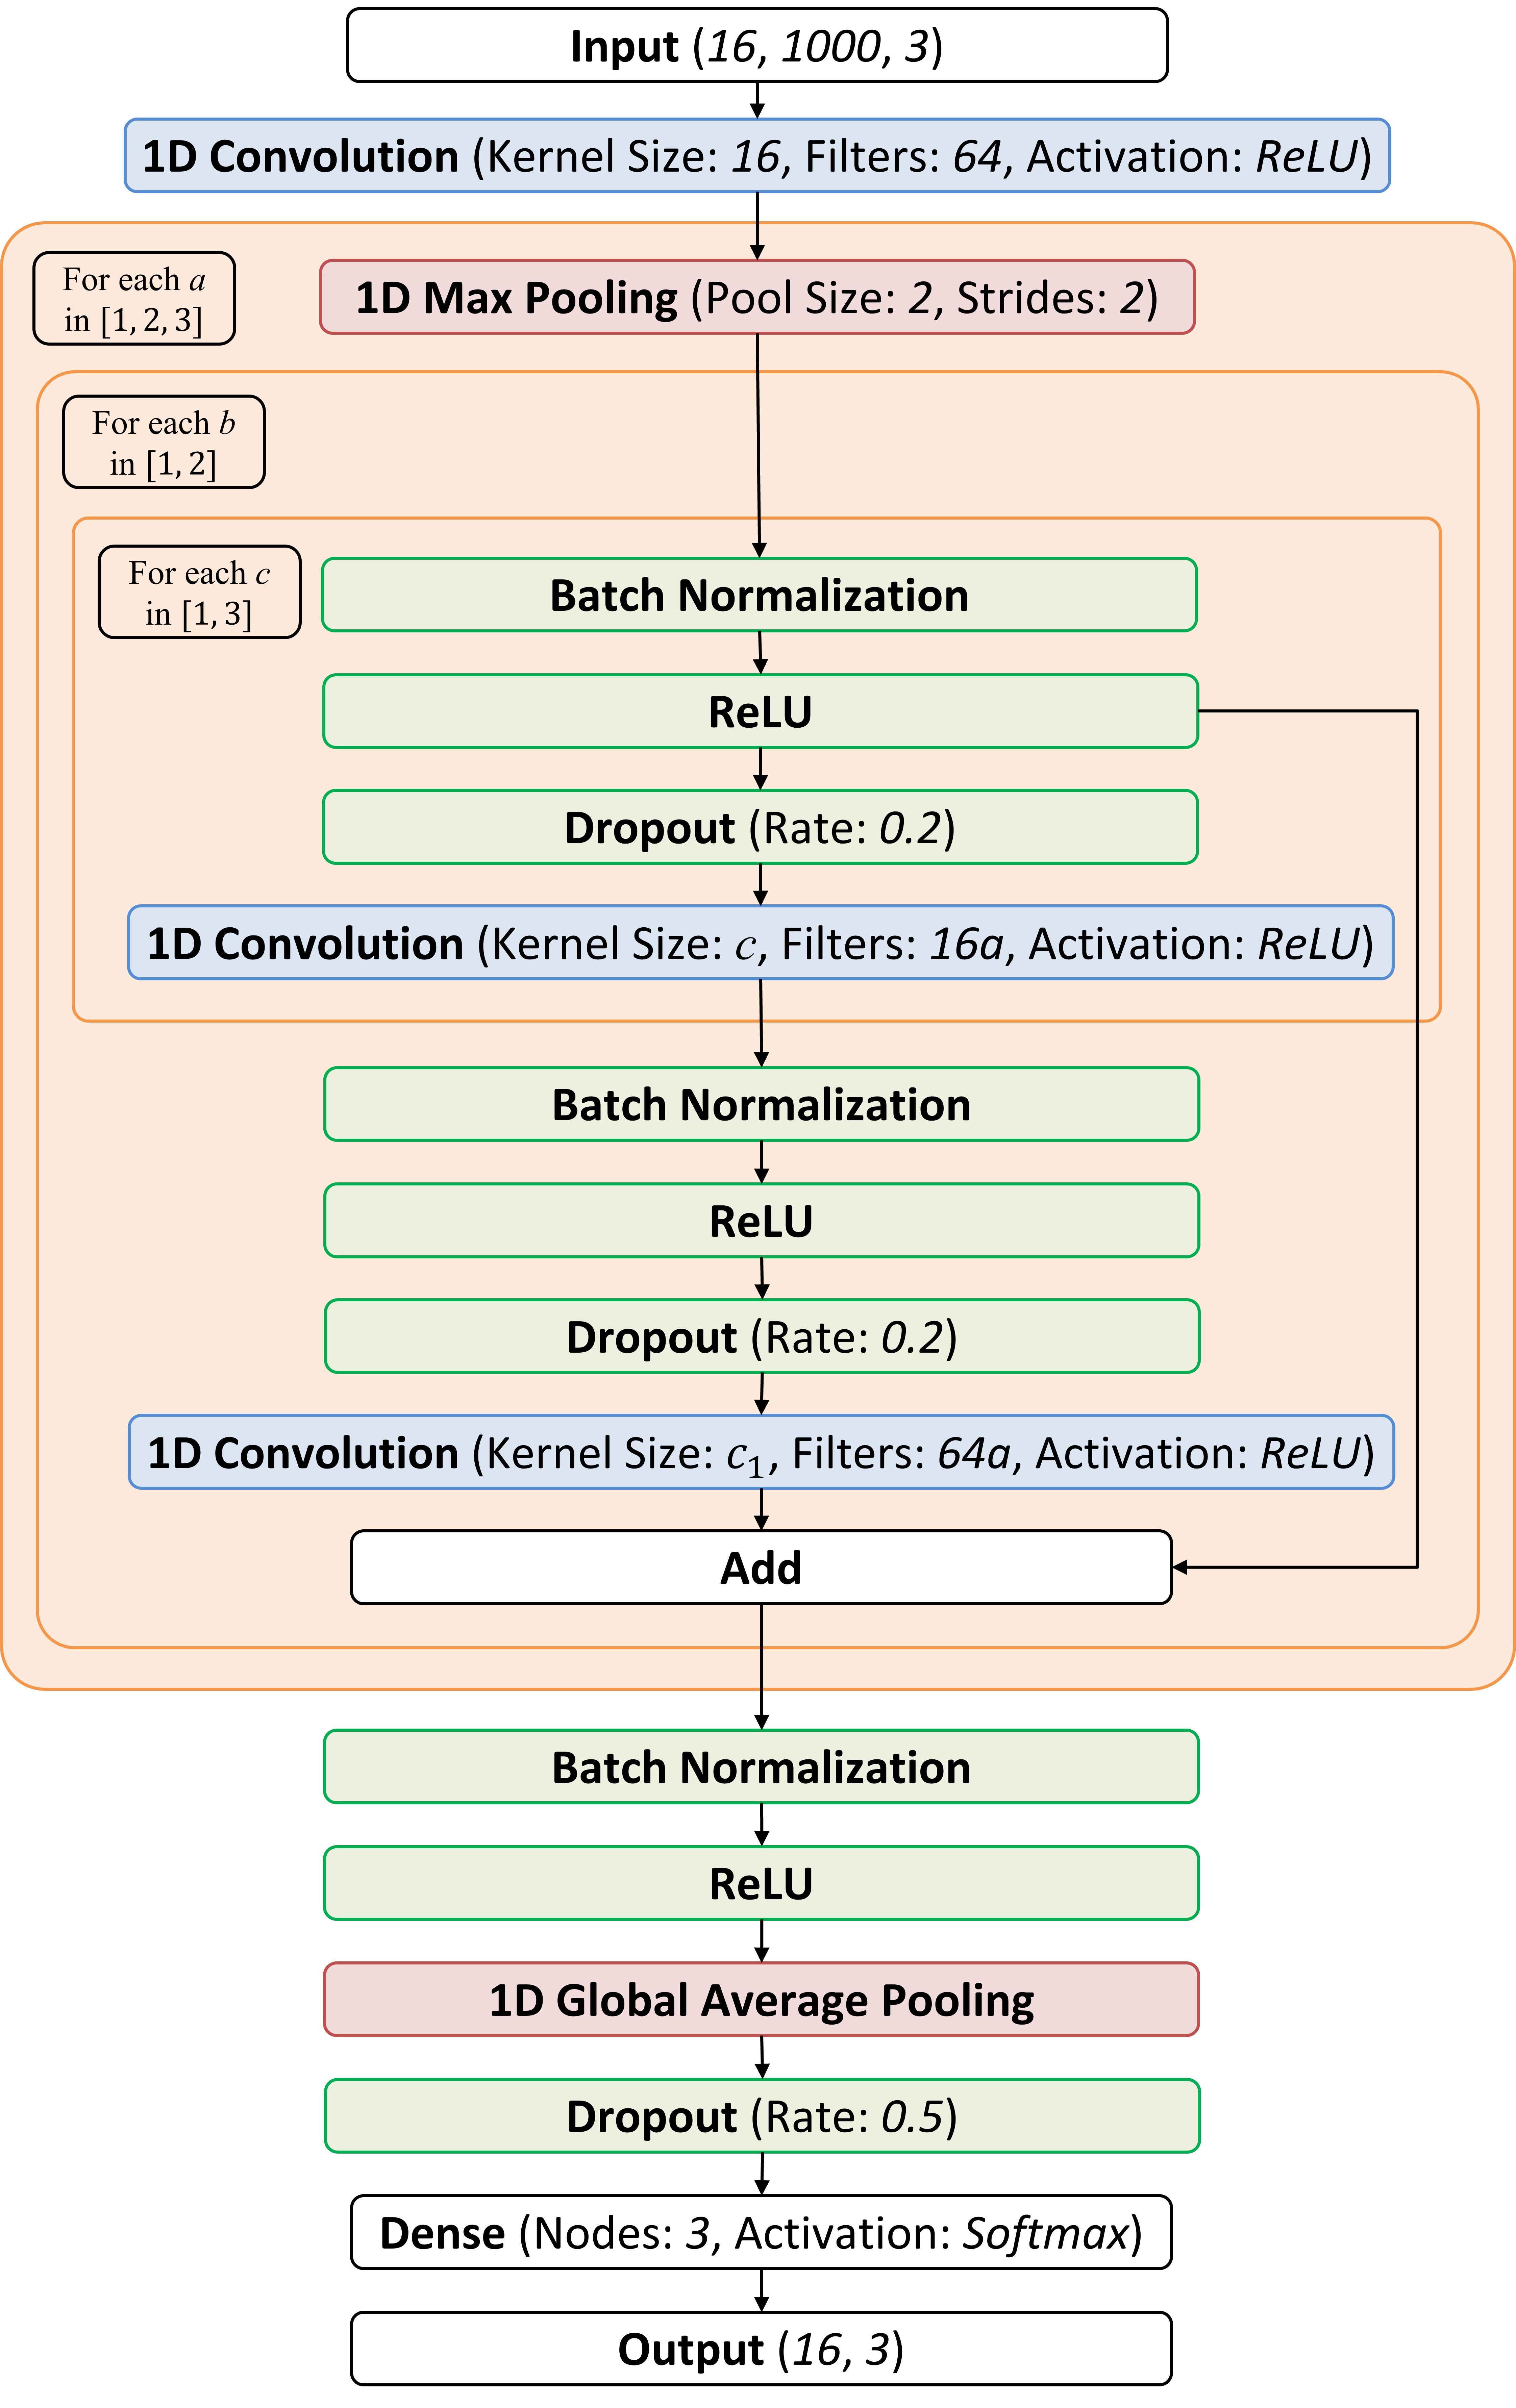 Input (16, 1000, 3)
1D Convolution (Kernel Size: 16, Filters: 64, Activation: ReLU)
For each a
in [1, 2, 3]
1D Max Pooling (Pool Size: 2, Strides: 2)
For each b
in [1, 2]
For each c
in [1, 3]
Batch Normalization
ReLU
Dropout (Rate: 0.2)
1D Convolution (Kernel Size: c, Filters: 16a, Activation: ReLU)
Batch Normalization
ReLU
Dropout (Rate: 0.2)
1D Convolution (Kernel Size: c₁, Filters: 64a, Activation: ReLU)
Add
Batch Normalization
ReLU
1D Global Average Pooling
Dropout (Rate: 0.5)
Dense (Nodes: 3, Activation: Softmax)
Output (16, 3)